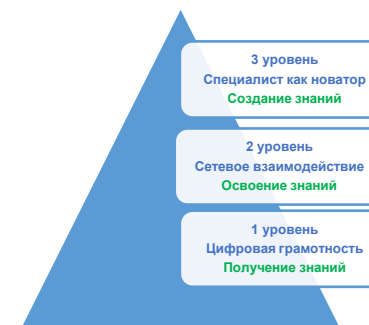 3 уровень
Специалист как новатор
Создание знаний
2 уровень
Сетевое взаимодействие
Освоение знаний
1 уровень
Цифровая грамотность
Получение знаний